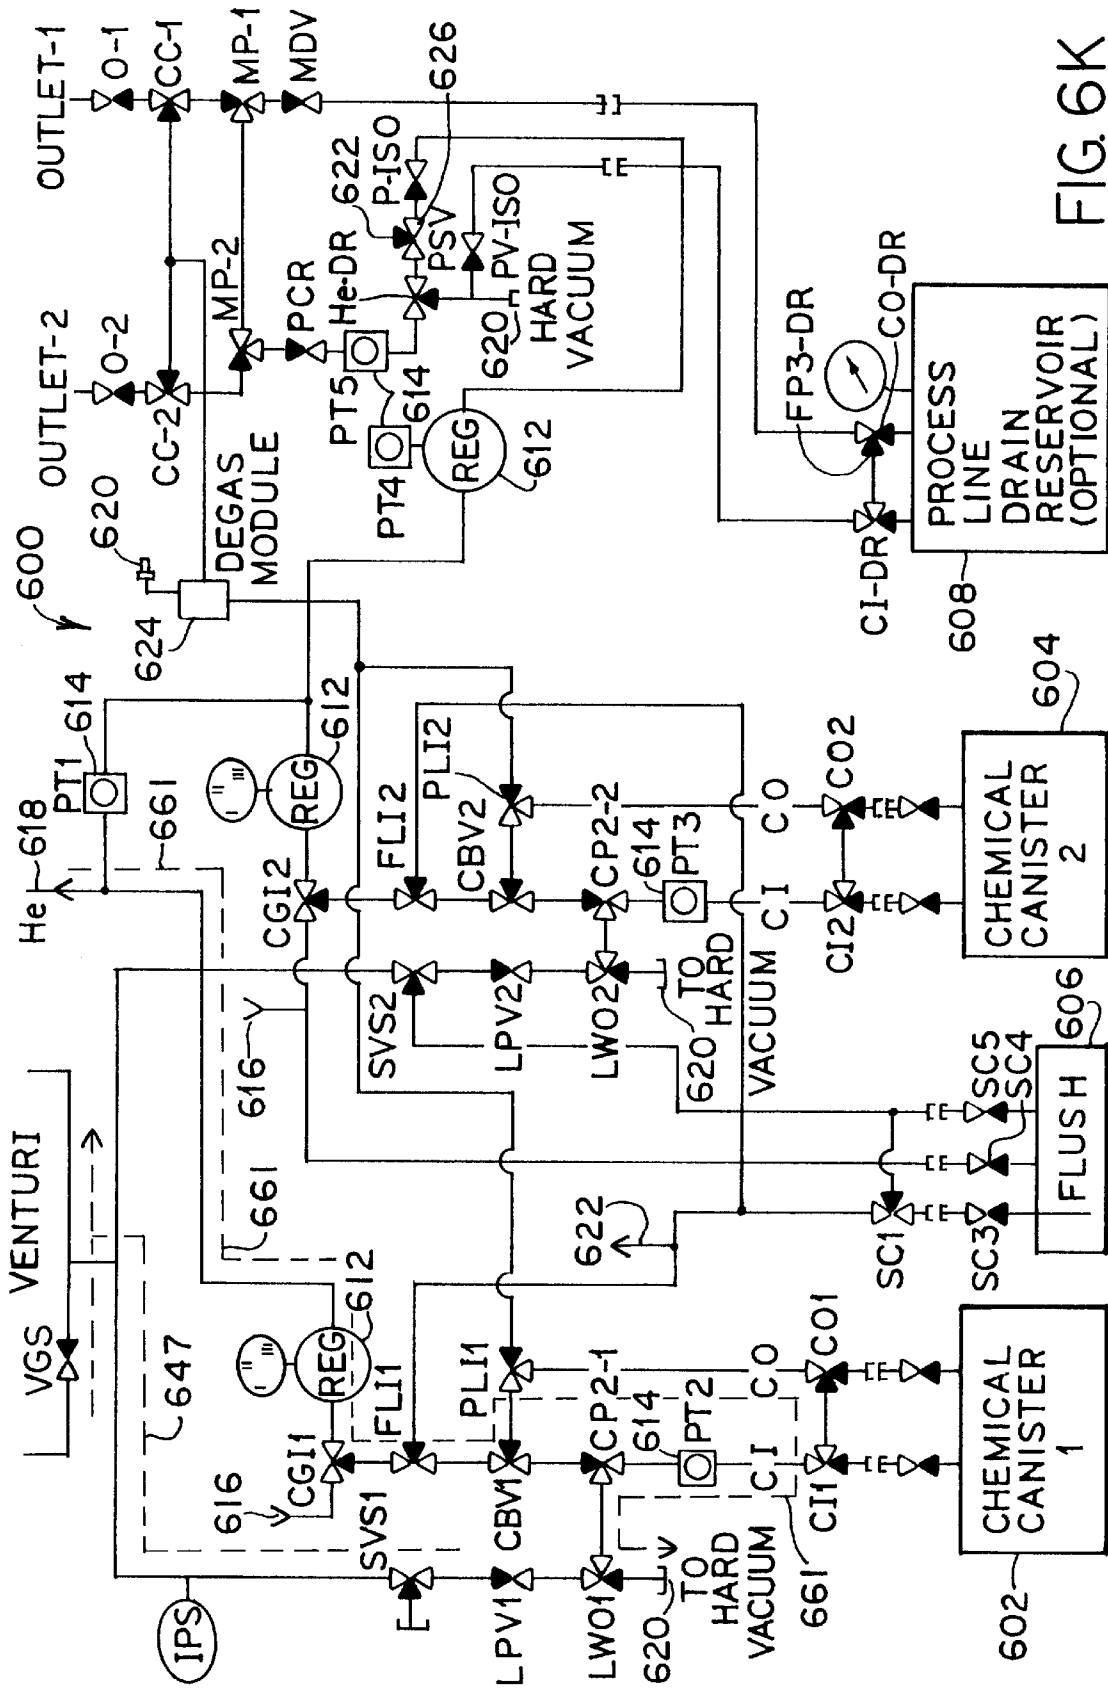 OUTLET-1
O-1
CC-1
MP-1
MDV
OUTLET-2
O-2
CC-2
MP-2
PCR
He-DR
622
P-ISO
626
PSV
PV-ISO
620
HARD
VACUUM
PT5
614
PT4
REG
612
620
DEGAS
MODULE
624
600
FP3-DR
CO-DR
CI-DR
PROCESS
LINE
DRAIN
RESERVOIR
(OPTIONAL)
608
FIG. 6K
He
618
PT1
614
661
REG
612
CGI2
FLI2
PLI2
CBV2
CP2-2
614
PT3
CO
CI
CO2
CI2
604
CHEMICAL
CANISTER
2
616
SVS2
LPV2
LWO2
620
TO
HARD
VACUUM
VENTURI
VGS
647
661
622
SC1
SC3
SC5
SC4
606
FLUSH
REG
612
616
CGI1
FLI1
PLI1
SVS1
CBV1
CP2-1
614
PT2
CO
CI
CO1
CI1
IPS
LPV1
LWO1
620
TO
HARD
VACUUM
661
CHEMICAL
CANISTER
1
602